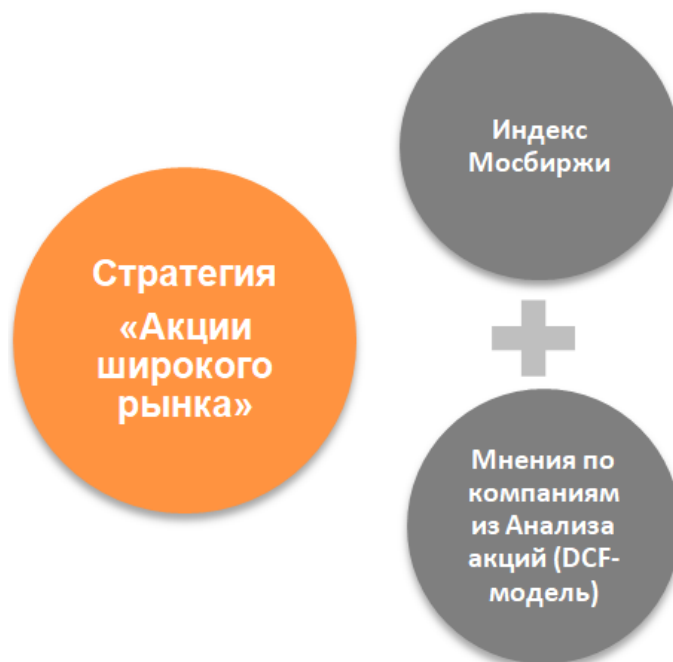 Стратегия
«Акции
широкого
рынка»
Индекс
Мосбиржи
Мнения по
компаниям
из Анализа
акций (DCF-
модель)